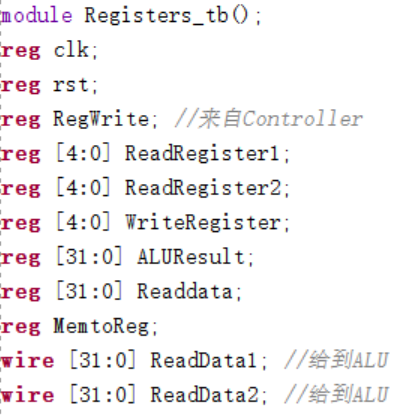 module Registers_tb();
reg clk;
reg rst;
reg RegWrite; //来自Controller
reg [4:0] ReadRegister1;
reg [4:0] ReadRegister2;
reg [4:0] WriteRegister;
reg [31:0] ALUResult;
reg [31:0] Readdata;
reg MemtoReg;
wire [31:0] ReadData1; //给到ALU
wire [31:0] ReadData2; //给到ALU